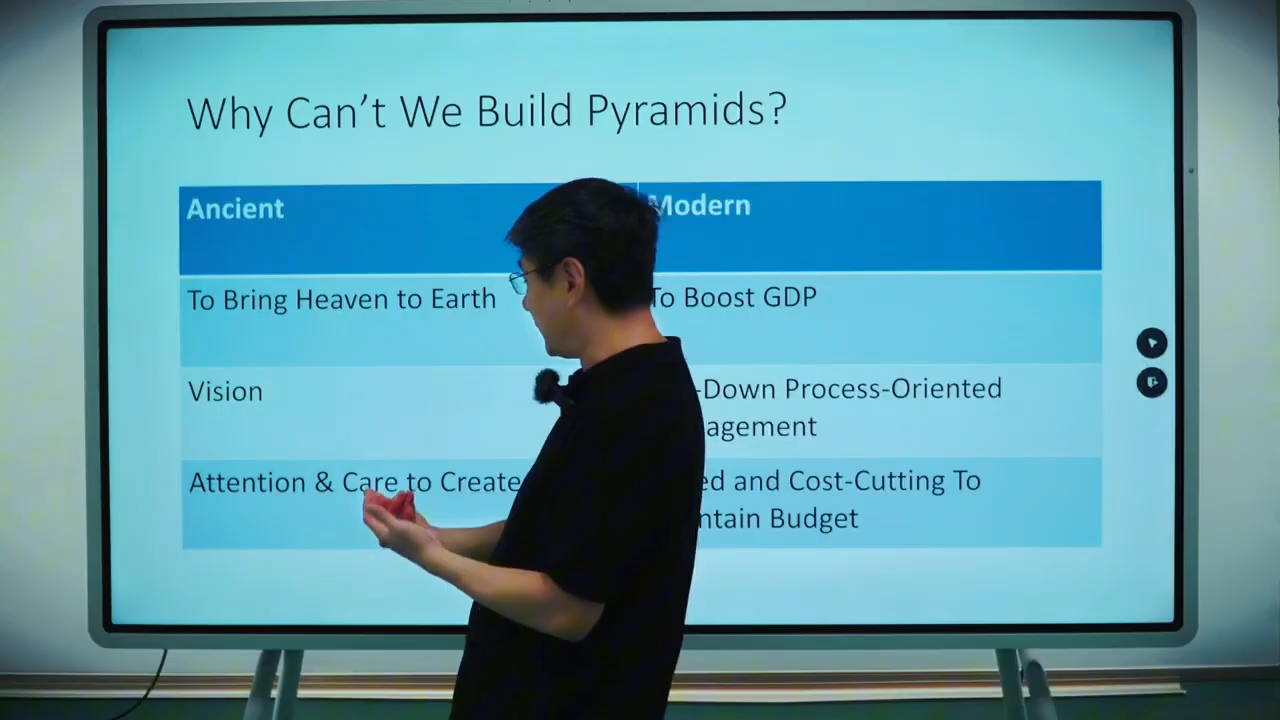 Why Can't We Build Pyramids?
Ancient
Modern
To Bring Heaven to Earth
To Boost GDP
Vision
-Down Process-Oriented
agement
Attention & Care to Create
ed and Cost-Cutting To
ntain Budget